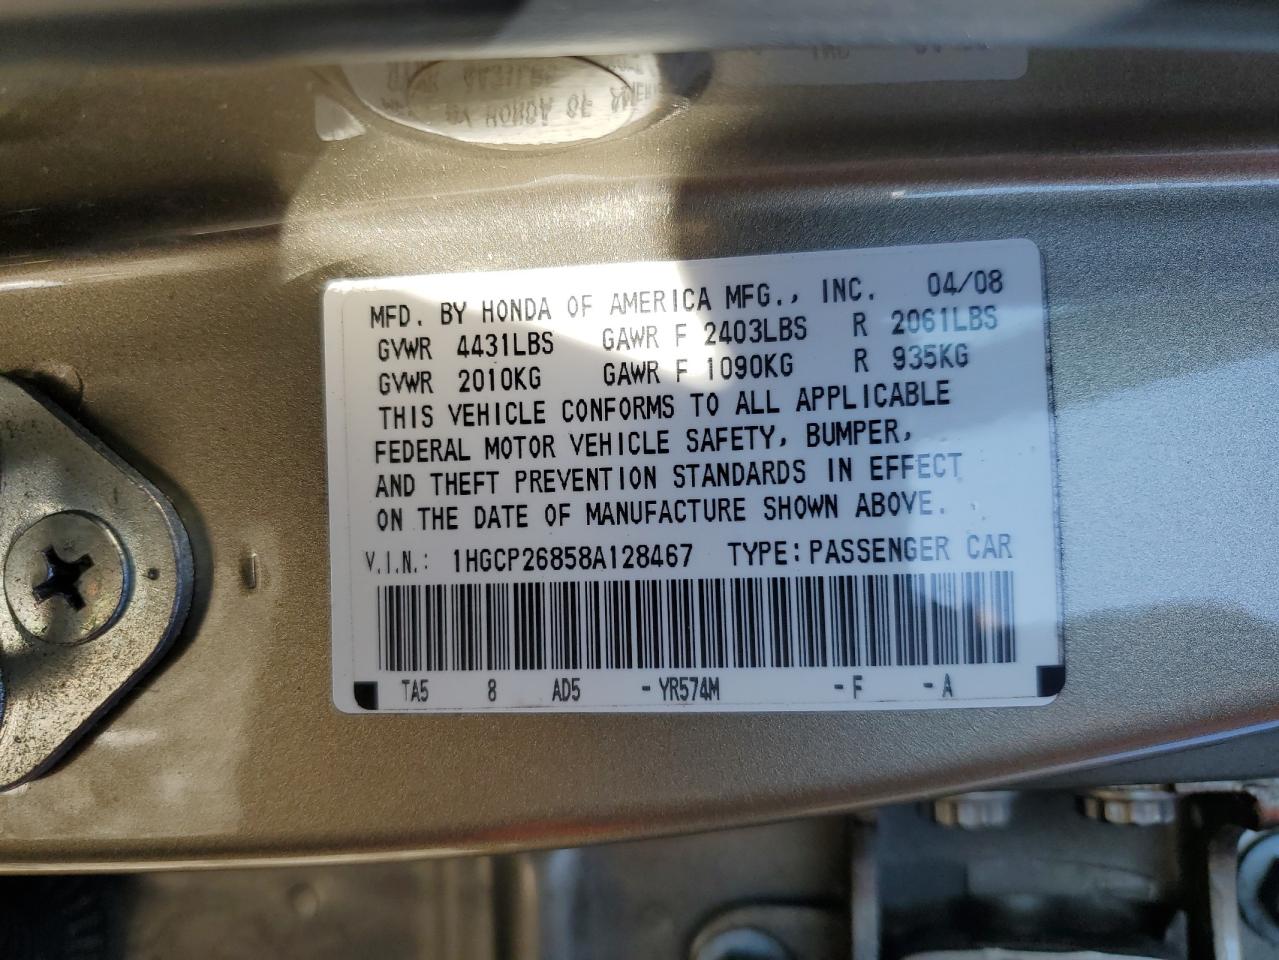 MFD. BY HONDA OF AMERICA MFG., INC. 04/08
GVWR 4431LBS GAWR F 2403LBS R 2061LBS
GVWR 2010KG GAWR F 1090KG R 935KG
THIS VEHICLE CONFORMS TO ALL APPLICABLE
FEDERAL MOTOR VEHICLE SAFETY, BUMPER,
AND THEFT PREVENTION STANDARDS IN EFFECT
ON THE DATE OF MANUFACTURE SHOWN ABOVE.
V.I.N.: 1HGCP26858A128467 TYPE: PASSENGER CAR
TA5 8 AD5 -YR574M -F -A